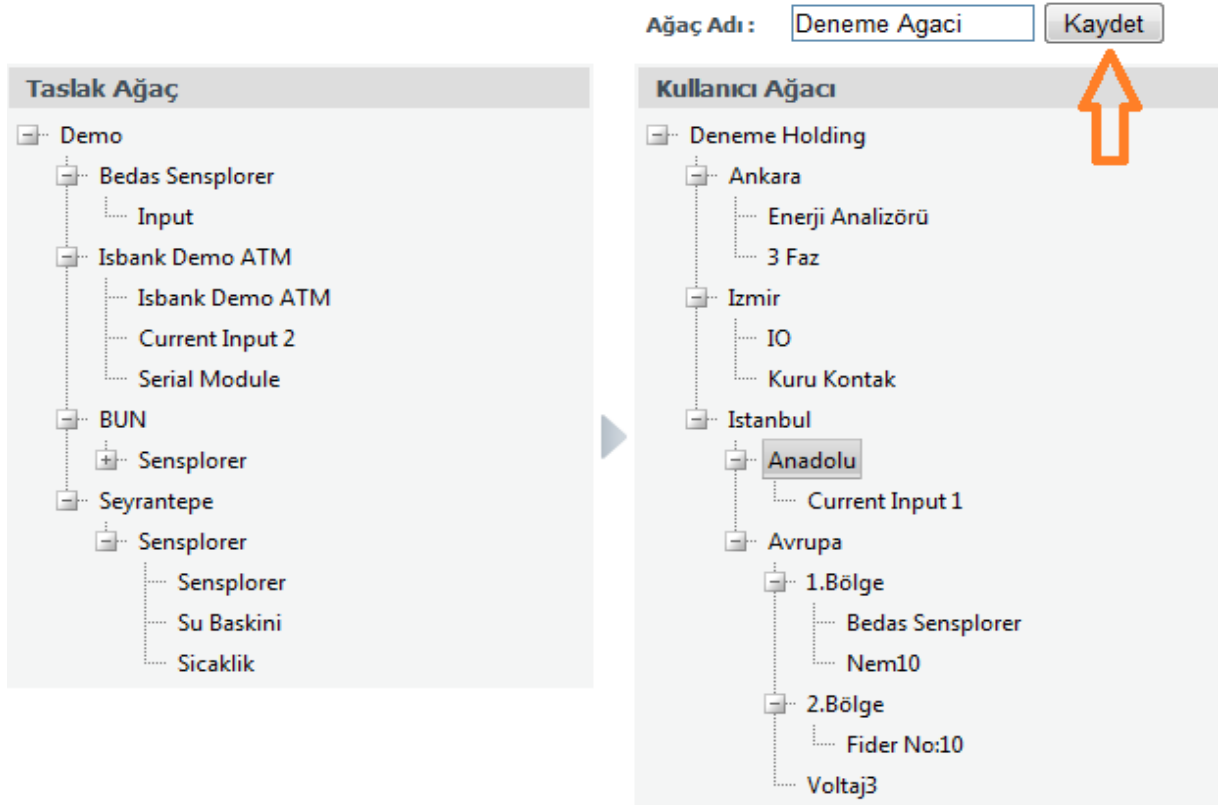 Ağaç Adı :
Deneme Agaci
Kaydet
Taslak Ağaç
Demo
Bedas Sensplorer
Input
Isbank Demo ATM
Isbank Demo ATM
Current Input 2
Serial Module
BUN
Sensplorer
Seyrantepe
Sensplorer
Sensplorer
Su Baskini
Sicaklik
Kullanıcı Ağacı
Deneme Holding
Ankara
Enerji Analizörü
3 Faz
Izmir
IO
Kuru Kontak
Istanbul
Anadolu
Current Input 1
Avrupa
1.Bölge
Bedas Sensplorer
Nem10
2.Bölge
Fider No:10
Voltaj3